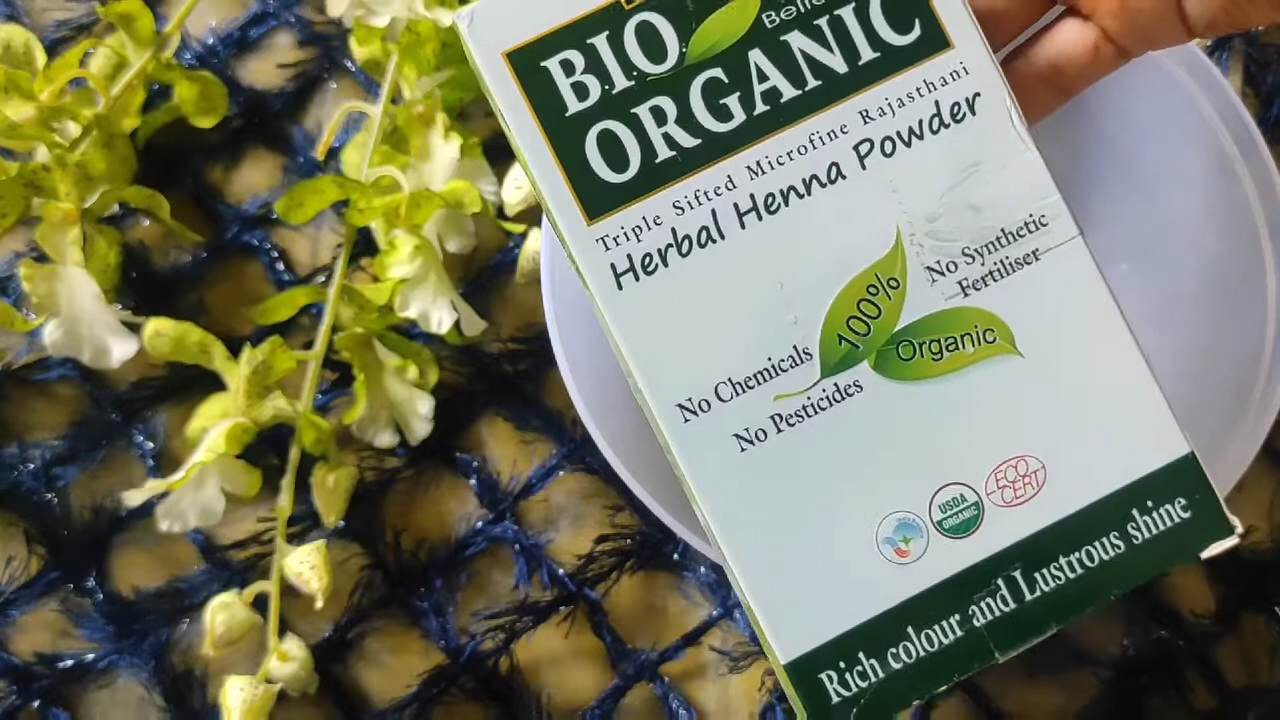 BIO
ORGANIC
Triple Sifted Microfine Rajasthani
Herbal Henna Powder
No Synthetic
Fertiliser
100%
Organic
No Chemicals
No Pesticides
USDA
ORGANIC
ECO
CERT
Rich colour and Lustrous shine